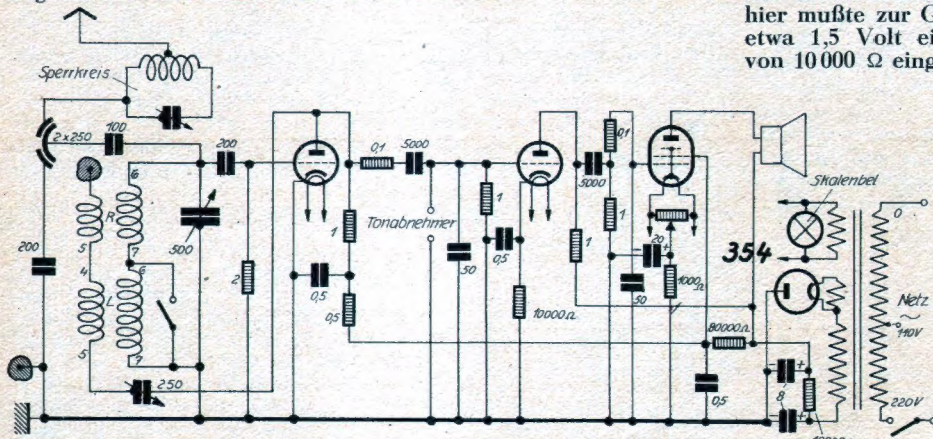 hier mußte zur G
etwa 1,5 Volt ei
von 10 000 Ω eing
Sperrkreis
2×250
100
200
6
R
5
7
500
4
6
L
5
7
200
250
2
0,1
5000
1
0,5
0,5
Tonabnehmer
50
1
0,5
10000Ω
5000
0,1
1
1
50
20
1000Ω
354
80000Ω
0,5
8
Skalenbel
0
Netz
~
110V
220V